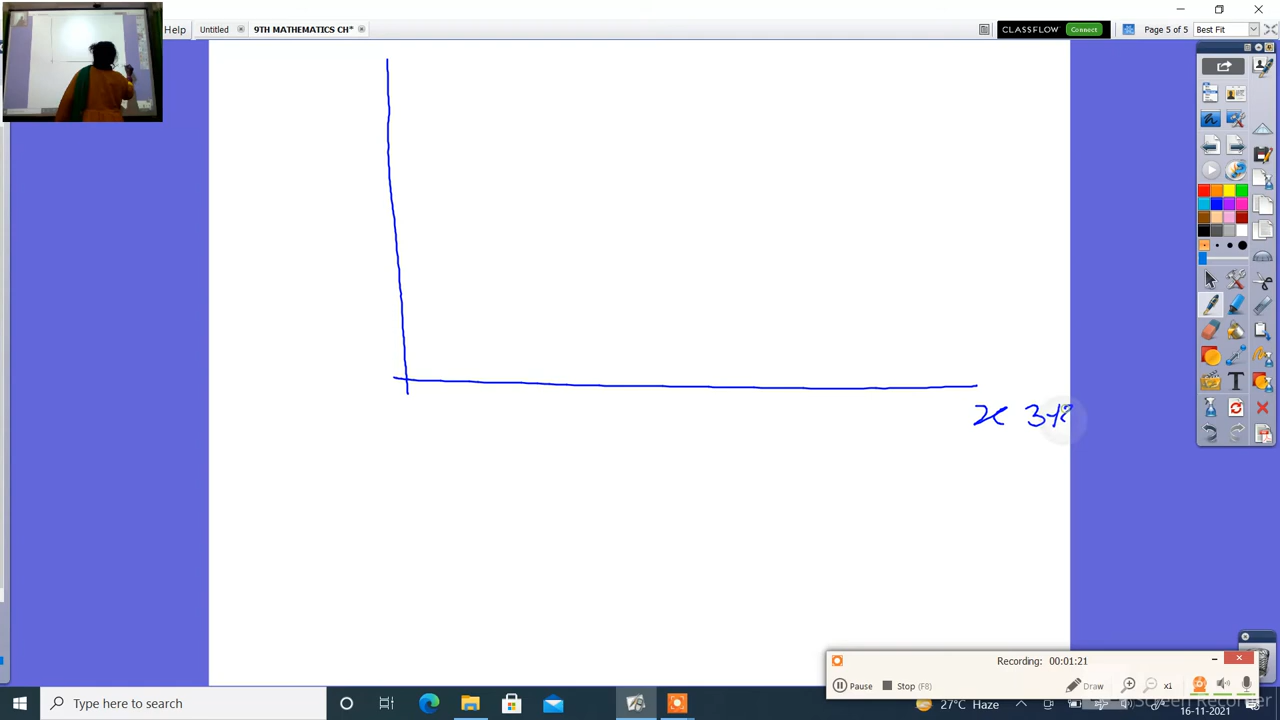 Help
Untitled
9TH MATHEMATICS CH*
CLASSFLOW
Connect
Page 5 of 5
Best Fit
x
Recording: 00:01:21
Pause
Stop (F8)
Draw
x1
Type here to search
27°C Haze
16-11-2021